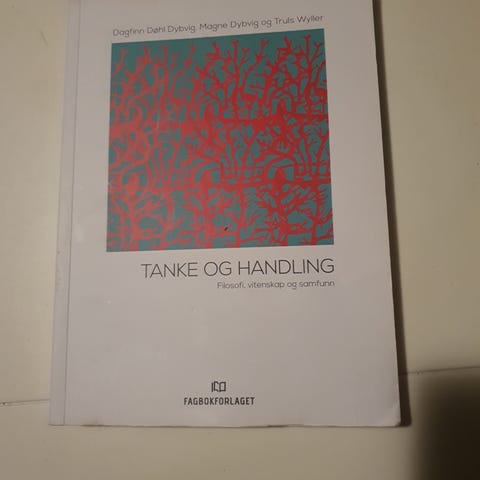 Dagfinn Døhl Dybvig, Magne Dybvig og Truls Wyller
TANKE OG HANDLING
Filosofi, vitenskap og samfunn
FAGBOKFORLAGET